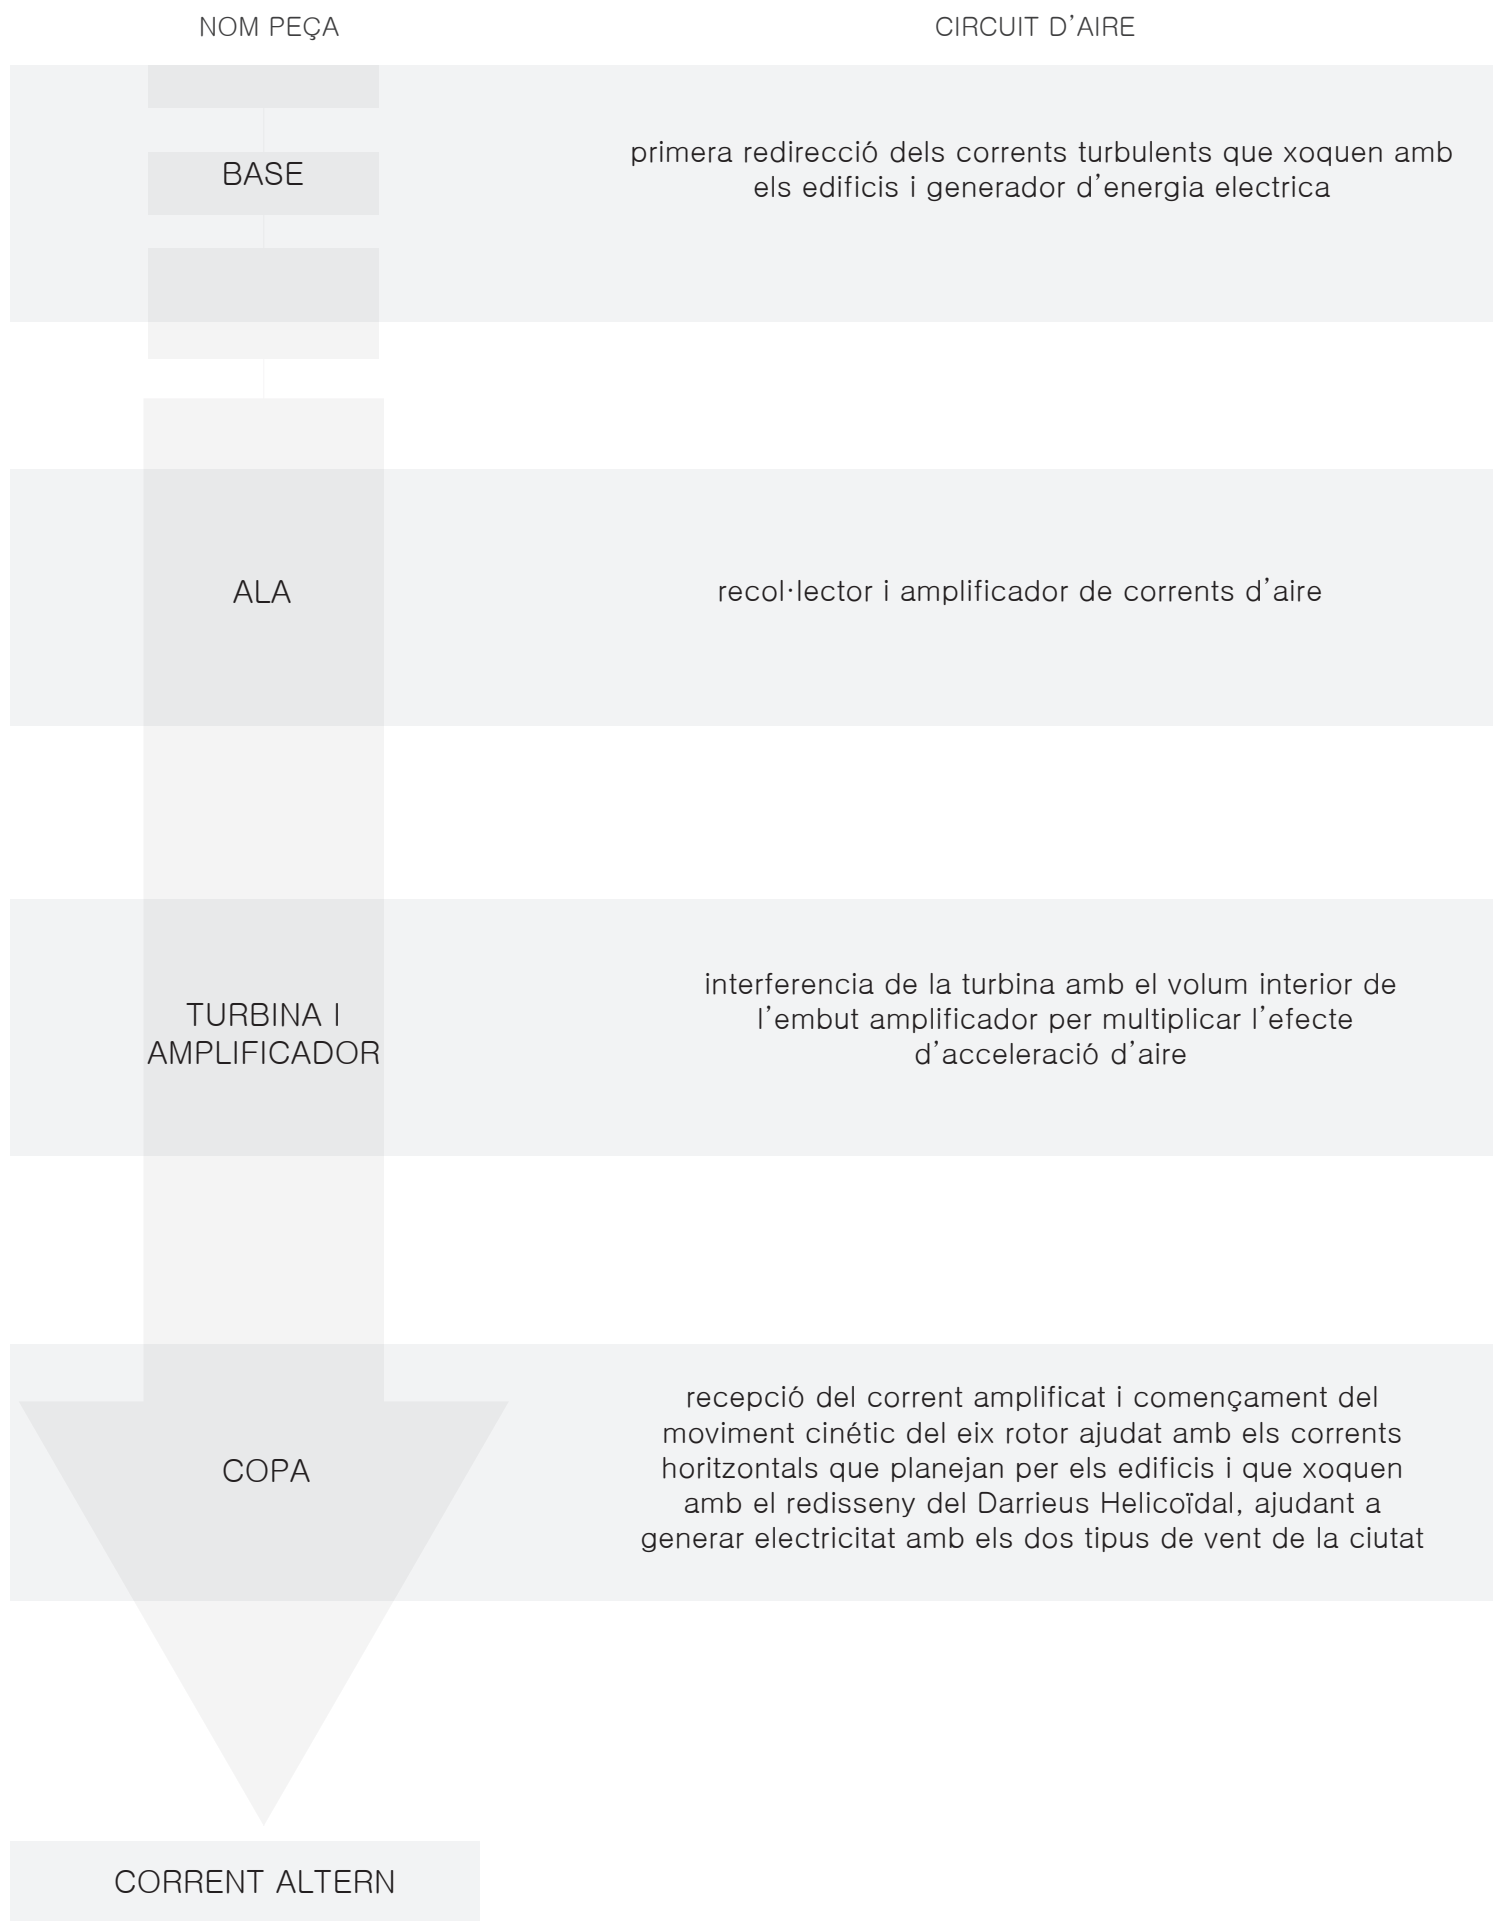 NOM PEÇA
CIRCUIT D’AIRE
BASE
primera redirecció dels corrents turbulents que xoquen amb
els edificis i generador d’energia electrica
ALA
recol·lector i amplificador de corrents d’aire
TURBINA I
AMPLIFICADOR
interferencia de la turbina amb el volum interior de
l’embut amplificador per multiplicar l’efecte
d’acceleració d’aire
COPA
recepció del corrent amplificat i començament del
moviment cinétic del eix rotor ajudat amb els corrents
horitzontals que planejan per els edificis i que xoquen
amb el redisseny del Darrieus Helicoïdal, ajudant a
generar electricitat amb els dos tipus de vent de la ciutat
CORRENT ALTERN